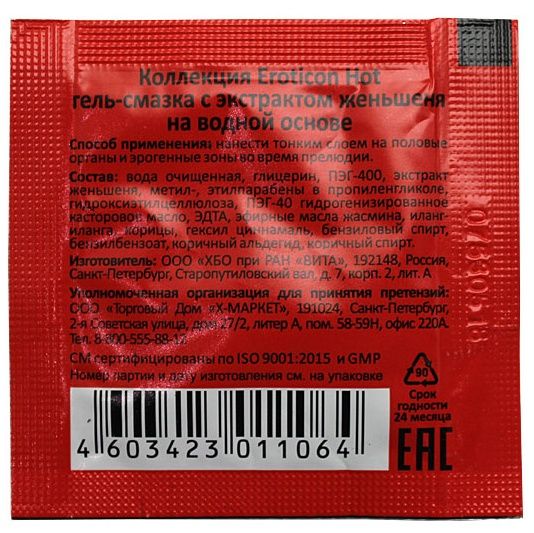 Коллекция Eroticon Hot
гель-смазка с экстрактом женьшеня
на водной основе
Способ применения: нанести тонким слоем на половые
органы и эрогенные зоны во время прелюдии.
Состав: вода очищенная, глицерин, ПЭГ-400, экстракт
женьшеня, метил-, этилпарабены в пропиленгликоле,
гидроксиэтилцеллюлоза, ПЭГ-40 гидрогенизированное
касторовое масло, ЭДТА, эфирные масла жасмина, иланг-
иланга, корицы, гексил циннамаль, бензиловый спирт,
бензилбензоат, коричный альдегид, коричный спирт.
Изготовитель: ООО «ХБО при РАН «ВИТА», 192148, Россия,
Санкт-Петербург, Старопутиловский вал, д. 7, корп. 2, лит. А
Уполномоченная организация для принятия претензий:
ООО «Торговый Дом «Х-МАРКЕТ», 191024, Санкт-Петербург,
2-я Советская улица, дом 27/2, литер А, пом. 58-59Н, офис 220А.
Тел. 8-800-555-88-17
СМ сертифицированы по ISO 9001:2015 и GMP
Номер партии и дату изготовления см. на упаковке
90
Срок
годности
24 месяца
4 603423 011064
EAC